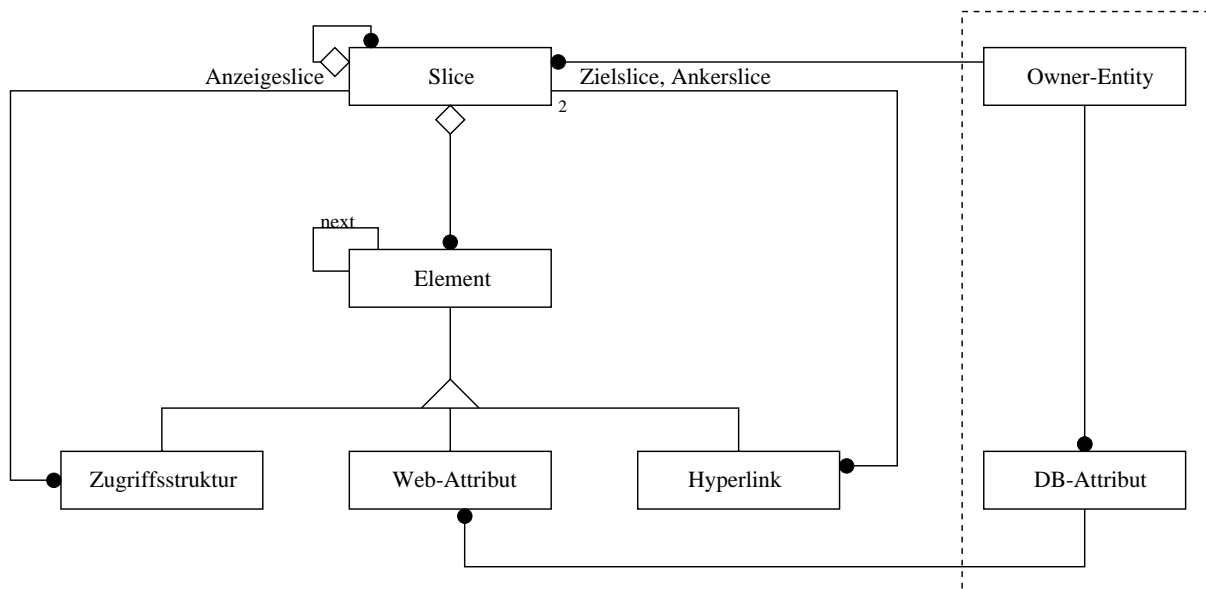 Anzeigeslice
Slice
Zielslice, Ankerslice
2
Owner-Entity
next
Element
Zugriffsstruktur
Web-Attribut
Hyperlink
DB-Attribut